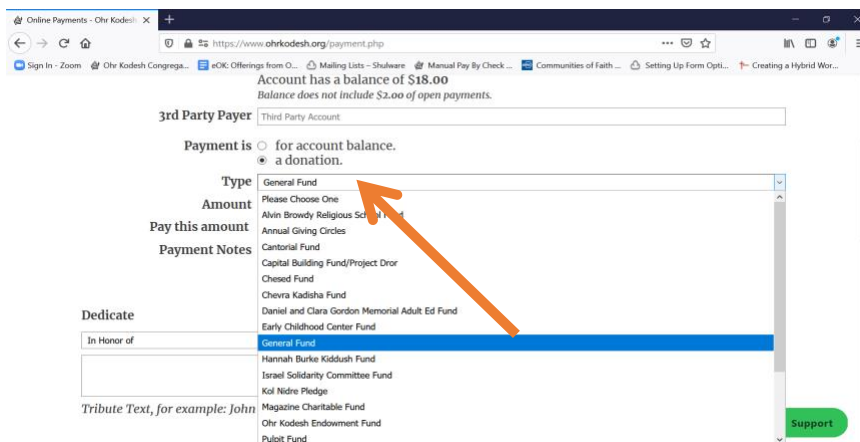 Online Payments - Ohr Kodesh
https://www.ohrkodesh.org/payment.php
Sign In - Zoom Ohr Kodesh Congrega... eOK: Offerings from O... Mailing Lists – Shulware Manual Pay By Check ... Communities of Faith ... Setting Up Form Opti... Creating a Hybrid Wor...
Account has a balance of $18.00
Balance does not include $2.00 of open payments.
3rd Party Payer Third Party Account
Payment is for account balance.
a donation.
Type General Fund
Amount Please Choose One
Alvin Browdy Religious School Fund
Pay this amount Annual Giving Circles
Payment Notes Cantorial Fund
Capital Building Fund/Project Dror
Chesed Fund
Chevra Kadisha Fund
Dedicate Daniel and Clara Gordon Memorial Adult Ed Fund
Early Childhood Center Fund
In Honor of General Fund
Hannah Burke Kiddush Fund
Israel Solidarity Committee Fund
Kol Nidre Pledge
Tribute Text, for example: John Magazine Charitable Fund
Ohr Kodesh Endowment Fund
Pulpit Fund
Support